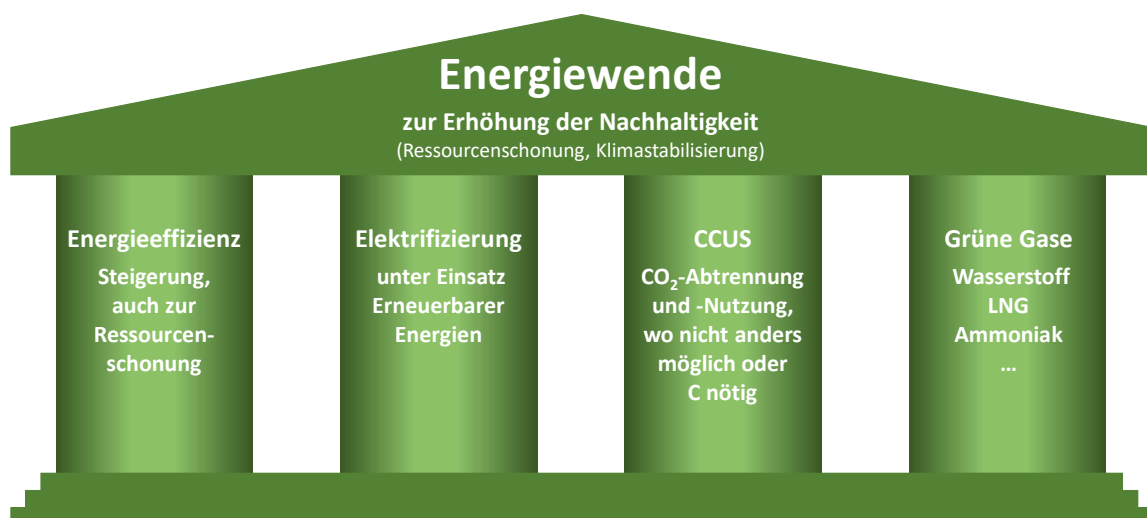 Energiewende
zur Erhöhung der Nachhaltigkeit
(Ressourcenschonung, Klimastabilisierung)
Energieeffizienz
Steigerung,
auch zur
Ressourcen-
schonung
Elektrifizierung
unter Einsatz
Erneuerbarer
Energien
CCUS
CO₂-Abtrennung
und -Nutzung,
wo nicht anders
möglich oder
C nötig
Grüne Gase
Wasserstoff
LNG
Ammoniak
...